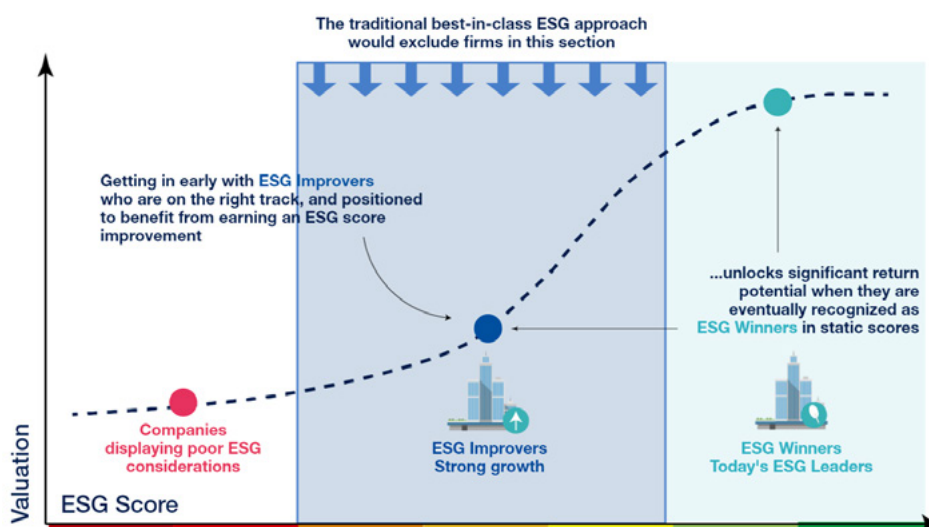 The traditional best-in-class ESG approach
would exclude firms in this section
Getting in early with ESG Improvers
who are on the right track, and positioned
to benefit from earning an ESG score
improvement
...unlocks significant return
potential when they are
eventually recognized as
ESG Winners in static scores
Companies
displaying poor ESG
considerations
ESG Improvers
Strong growth
ESG Winners
Today's ESG Leaders
Valuation
ESG Score